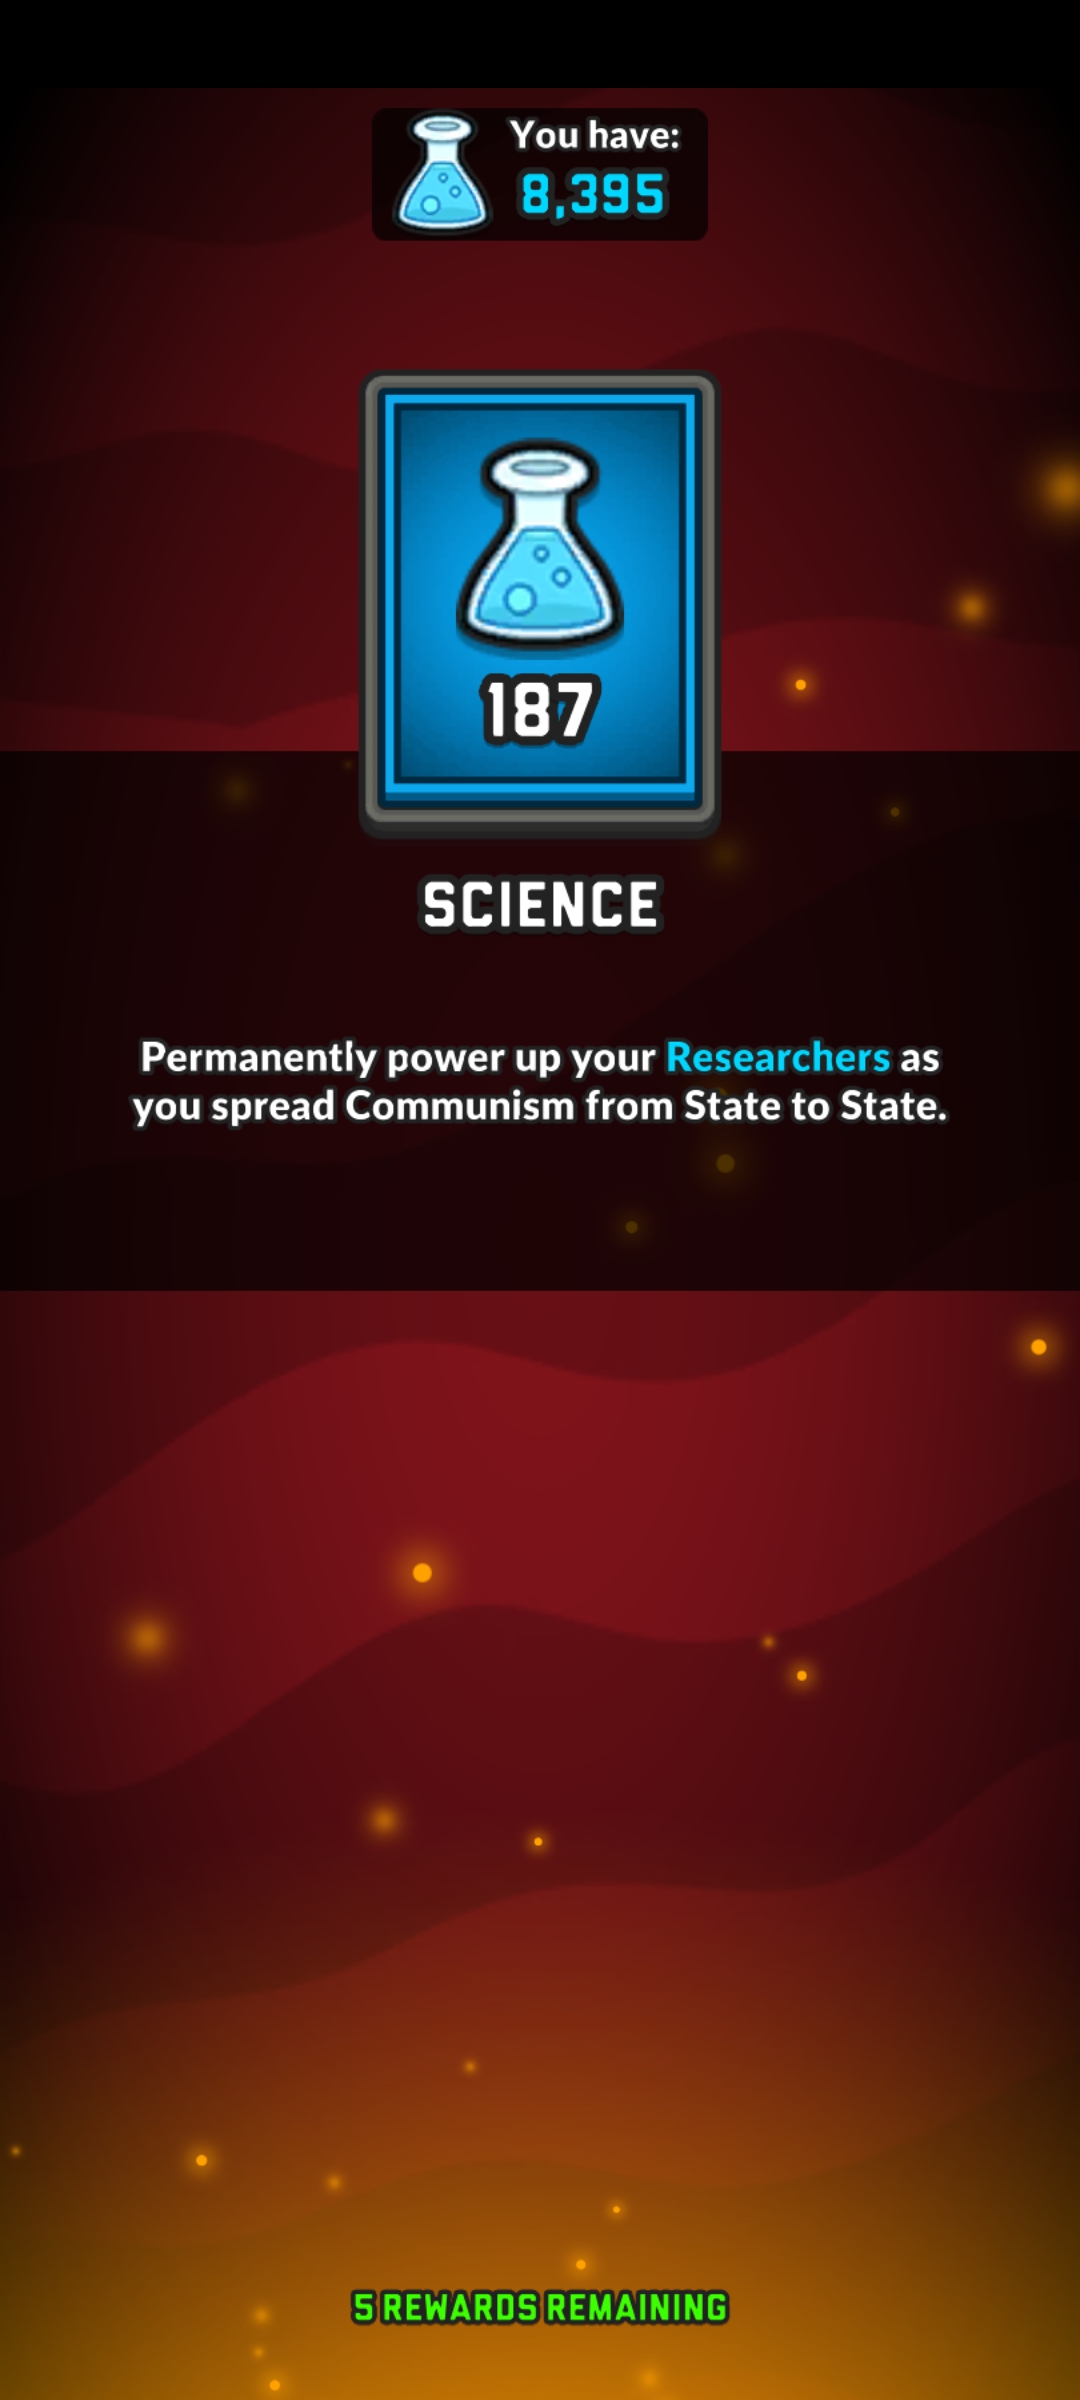 You have:
8,395
187
SCIENCE
Permanently power up your Researchers as
you spread Communism from State to State.
5 REWARDS REMAINING